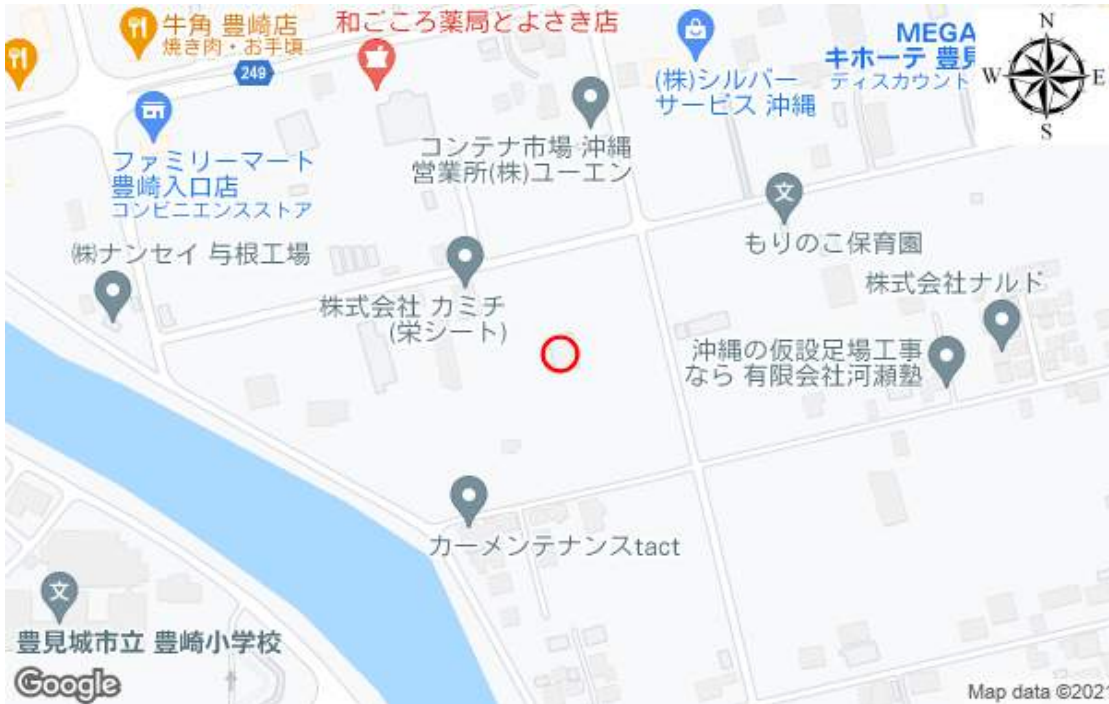 牛角 豊崎店
焼き肉・お手頃
和ごころ薬局とよさき店
249
MEGA
キホーテ 豊見
ディスカウント
N
W
E
S
(株)シルバー
サービス 沖縄
ファミリーマート
豊崎入口店
コンビニエンスストア
コンテナ市場 沖縄
営業所(株)ユーエン
もりのこ保育園
㈱ナンセイ 与根工場
株式会社 カミチ
(栄シート)
株式会社ナルド
沖縄の仮設足場工事
なら 有限会社河瀬塾
カーメンテナンスtact
豊見城市立 豊崎小学校
Google
Map data ©2021